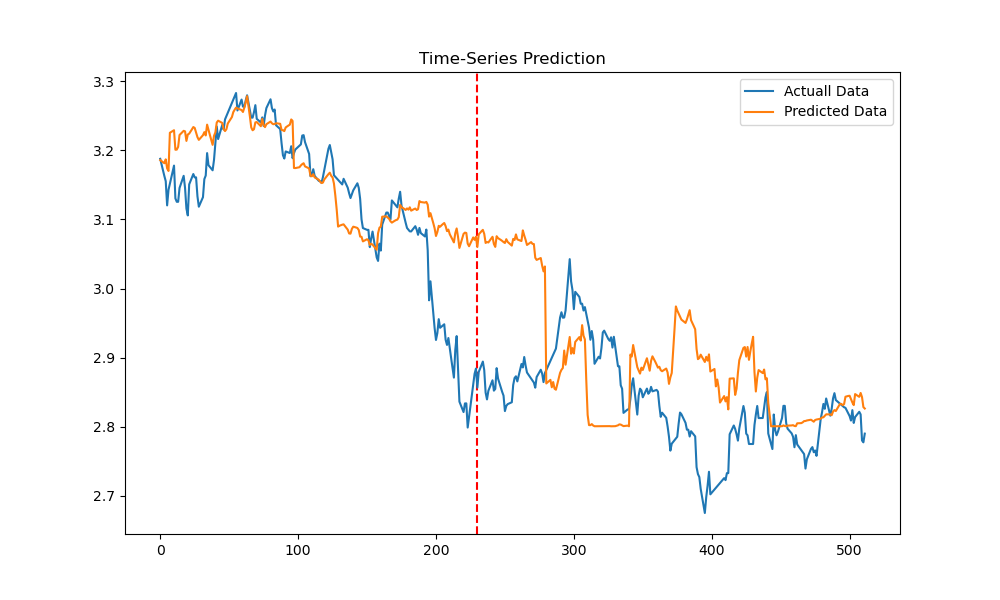 Time-Series Prediction
Actuall Data
Predicted Data
3.3
3.2
3.1
3.0
2.9
2.8
2.7
0 100 200 300 400 500